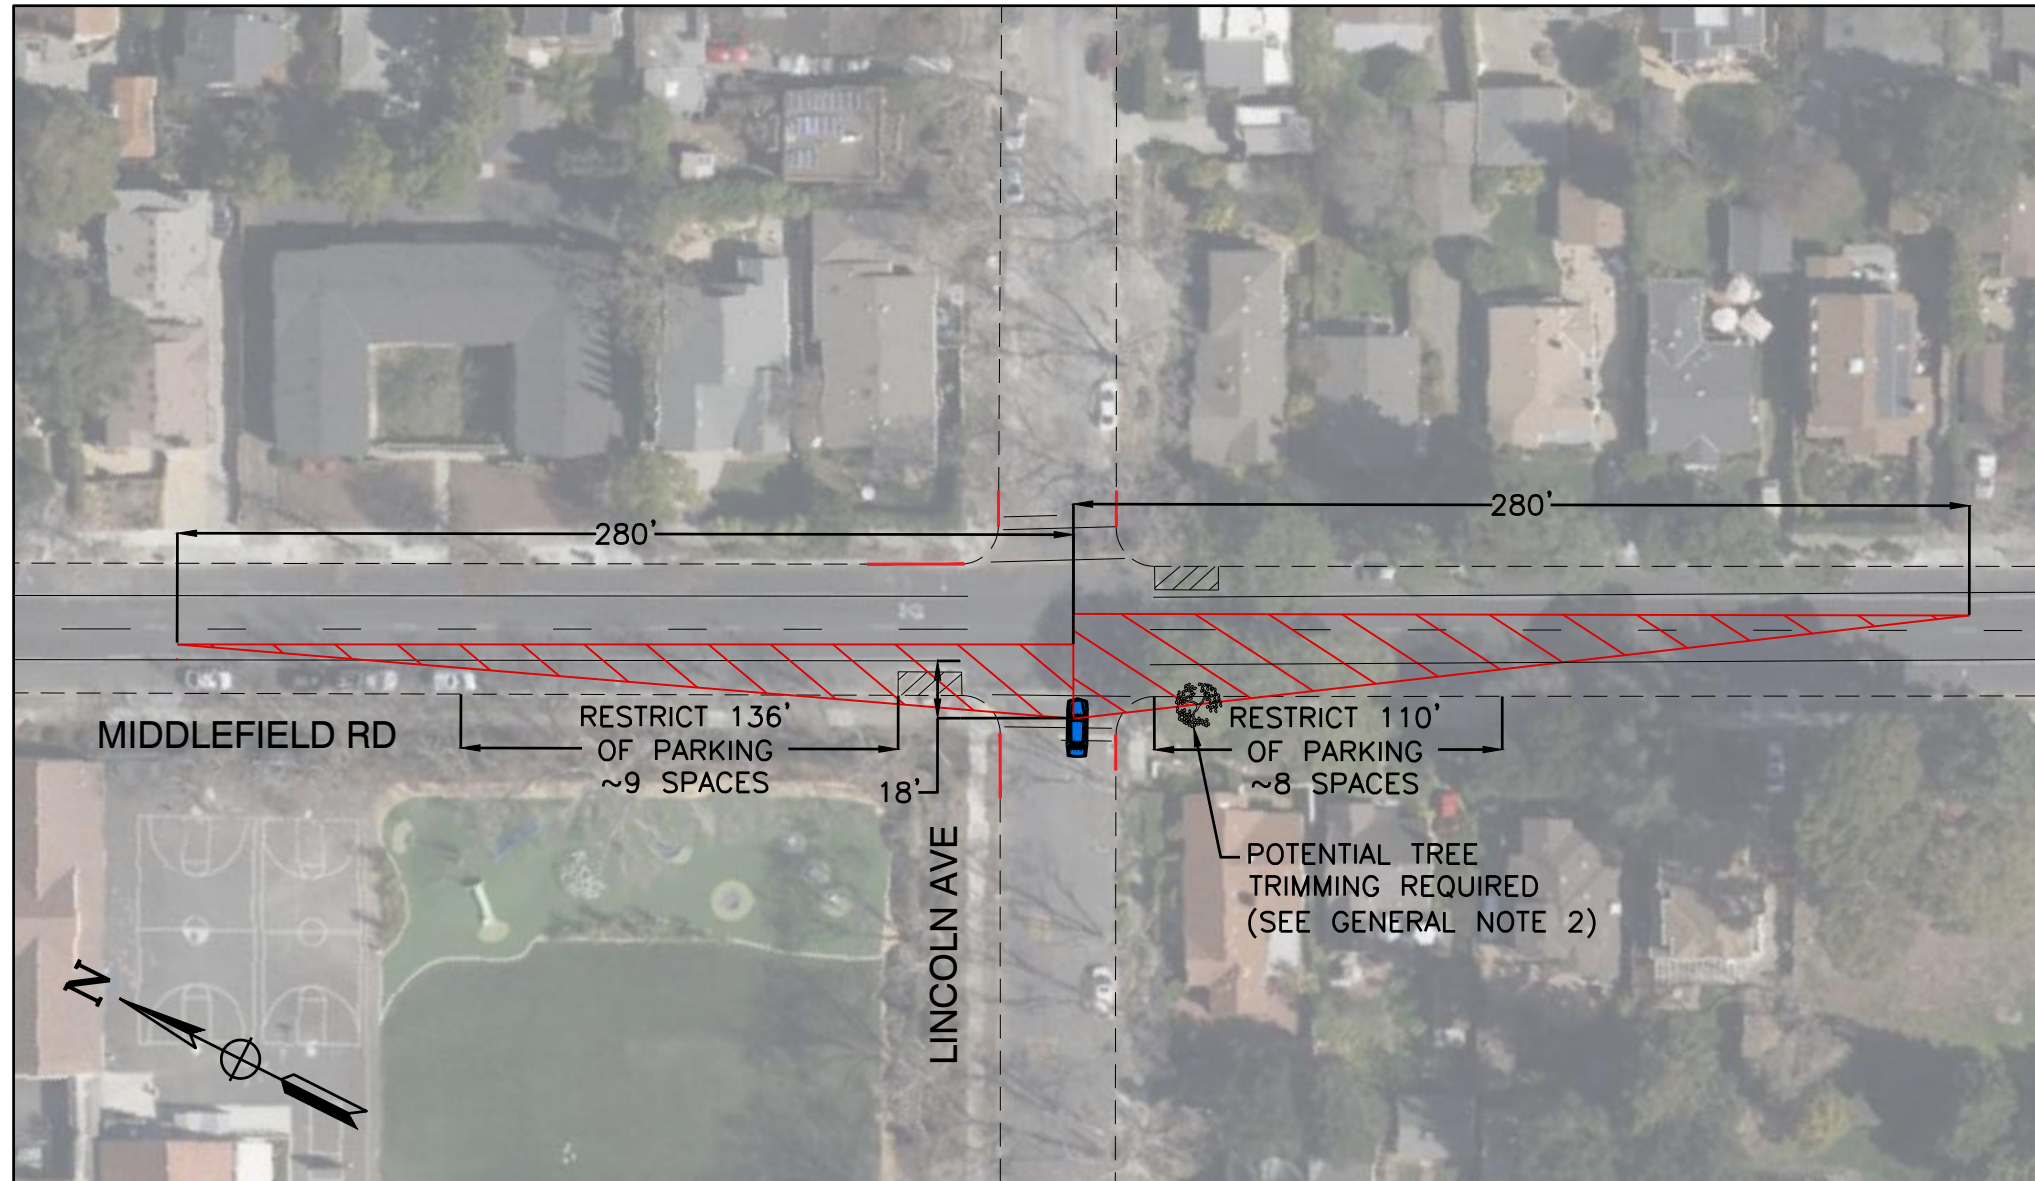 280'
280'
MIDDLEFIELD RD
RESTRICT 136'
OF PARKING
~9 SPACES
18'
RESTRICT 110'
OF PARKING
~8 SPACES
LINCOLN AVE
POTENTIAL TREE
TRIMMING REQUIRED
(SEE GENERAL NOTE 2)
N